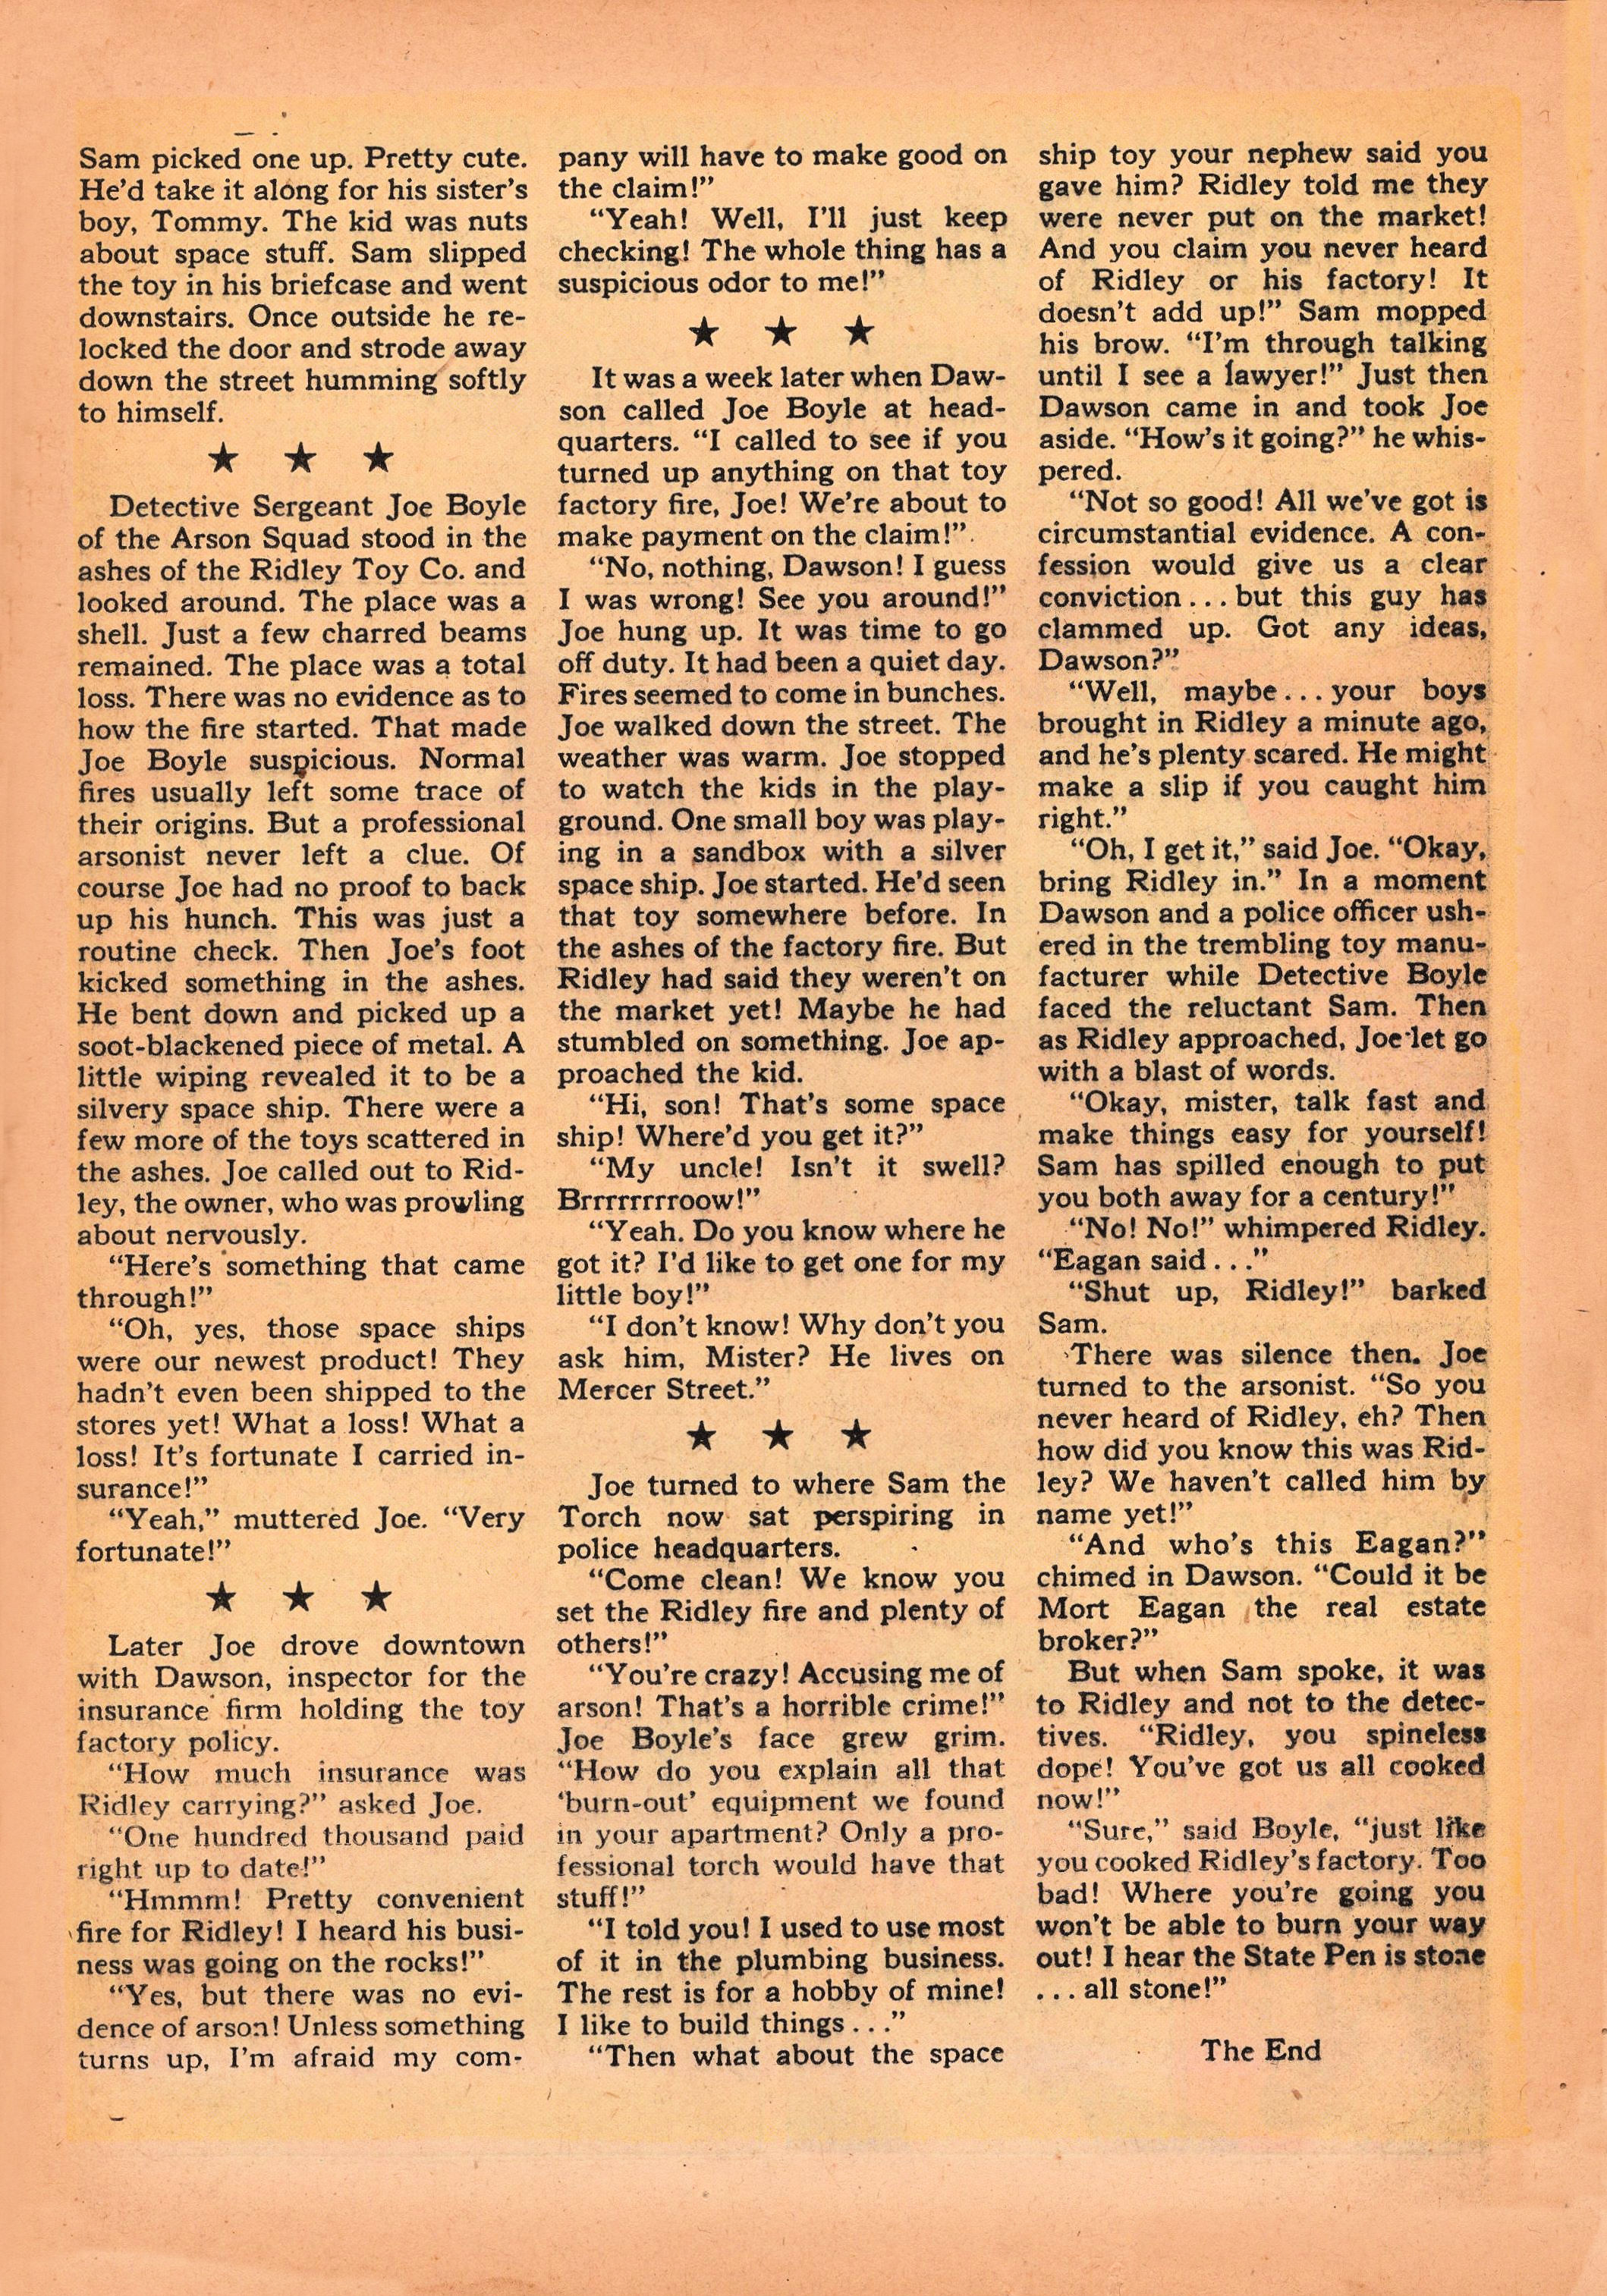 Sam picked one up. Pretty cute.
He'd take it along for his sister's
boy, Tommy. The kid was nuts
about space stuff. Sam slipped
the toy in his briefcase and went
downstairs. Once outside he re-
locked the door and strode away
down the street humming softly
to himself.
★ ★ ★
Detective Sergeant Joe Boyle
of the Arson Squad stood in the
ashes of the Ridley Toy Co. and
looked around. The place was a
shell. Just a few charred beams
remained. The place was a total
loss. There was no evidence as to
how the fire started. That made
Joe Boyle suspicious. Normal
fires usually left some trace of
their origins. But a professional
arsonist never left a clue. Of
course Joe had no proof to back
up his hunch. This was just a
routine check. Then Joe's foot
kicked something in the ashes.
He bent down and picked up a
soot-blackened piece of metal. A
little wiping revealed it to be a
silvery space ship. There were a
few more of the toys scattered in
the ashes. Joe called out to Rid-
ley, the owner, who was prowling
about nervously.
"Here's something that came
through!"
"Oh, yes, those space ships
were our newest product! They
hadn't even been shipped to the
stores yet! What a loss! What a
loss! It's fortunate I carried in-
surance!"
"Yeah," muttered Joe. "Very
fortunate!"
★ ★ ★
Later Joe drove downtown
with Dawson, inspector for the
insurance firm holding the toy
factory policy.
"How much insurance was
Ridley carrying?" asked Joe.
"One hundred thousand paid
right up to date!"
"Hmmm! Pretty convenient
fire for Ridley! I heard his busi-
ness was going on the rocks!"
"Yes, but there was no evi-
dence of arson! Unless something
turns up, I'm afraid my com-
pany will have to make good on
the claim!"
"Yeah! Well, I'll just keep
checking! The whole thing has a
suspicious odor to me!"
★ ★ ★
It was a week later when Daw-
son called Joe Boyle at head-
quarters. "I called to see if you
turned up anything on that toy
factory fire, Joe! We're about to
make payment on the claim!"
"No, nothing, Dawson! I guess
I was wrong! See you around!"
Joe hung up. It was time to go
off duty. It had been a quiet day.
Fires seemed to come in bunches.
Joe walked down the street. The
weather was warm. Joe stopped
to watch the kids in the play-
ground. One small boy was play-
ing in a sandbox with a silver
space ship. Joe started. He'd seen
that toy somewhere before. In
the ashes of the factory fire. But
Ridley had said they weren't on
the market yet! Maybe he had
stumbled on something. Joe ap-
proached the kid.
"Hi, son! That's some space
ship! Where'd you get it?"
"My uncle! Isn't it swell?
Brrrrrrrroow!"
"Yeah. Do you know where he
got it? I'd like to get one for my
little boy!"
"I don't know! Why don't you
ask him, Mister? He lives on
Mercer Street."
★ ★ ★
Joe turned to where Sam the
Torch now sat perspiring in
police headquarters.
"Come clean! We know you
set the Ridley fire and plenty of
others!"
"You're crazy! Accusing me of
arson! That's a horrible crime!"
Joe Boyle's face grew grim.
"How do you explain all that
'burn-out' equipment we found
in your apartment? Only a pro-
fessional torch would have that
stuff!"
"I told you! I used to use most
of it in the plumbing business.
The rest is for a hobby of mine!
I like to build things..."
"Then what about the space
ship toy your nephew said you
gave him? Ridley told me they
were never put on the market!
And you claim you never heard
of Ridley or his factory! It
doesn't add up!" Sam mopped
his brow. "I'm through talking
until I see a lawyer!" Just then
Dawson came in and took Joe
aside. "How's it going?" he whis-
pered.
"Not so good! All we've got is
circumstantial evidence. A con-
fession would give us a clear
conviction... but this guy has
clammed up. Got any ideas,
Dawson?"
"Well, maybe... your boys
brought in Ridley a minute ago,
and he's plenty scared. He might
make a slip if you caught him
right."
"Oh, I get it," said Joe. "Okay,
bring Ridley in." In a moment
Dawson and a police officer ush-
ered in the trembling toy manu-
facturer while Detective Boyle
faced the reluctant Sam. Then
as Ridley approached, Joe let go
with a blast of words.
"Okay, mister, talk fast and
make things easy for yourself!
Sam has spilled enough to put
you both away for a century!"
"No! No!" whimpered Ridley.
"Eagan said..."
"Shut up, Ridley!" barked
Sam.
There was silence then. Joe
turned to the arsonist. "So you
never heard of Ridley, eh? Then
how did you know this was Rid-
ley? We haven't called him by
name yet!"
"And who's this Eagan?"
chimed in Dawson. "Could it be
Mort Eagan the real estate
broker?"
But when Sam spoke, it was
to Ridley and not to the detec-
tives. "Ridley, you spineless
dope! You've got us all cooked
now!"
"Sure," said Boyle, "just like
you cooked Ridley's factory. Too
bad! Where you're going you
won't be able to burn your way
out! I hear the State Pen is stone
... all stone!"
The End